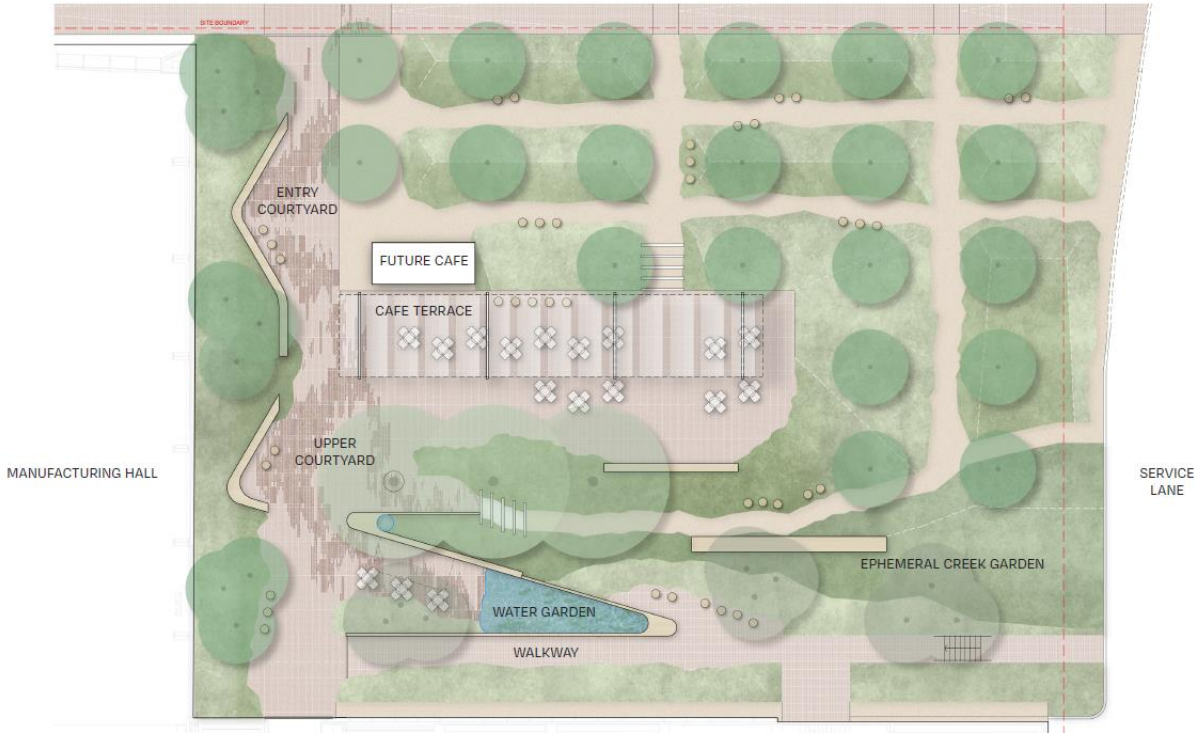 SITE BOUNDARY
ENTRY
COURTYARD
FUTURE CAFE
CAFE TERRACE
UPPER
COURTYARD
MANUFACTURING HALL
SERVICE
LANE
EPHEMERAL CREEK GARDEN
WATER GARDEN
WALKWAY